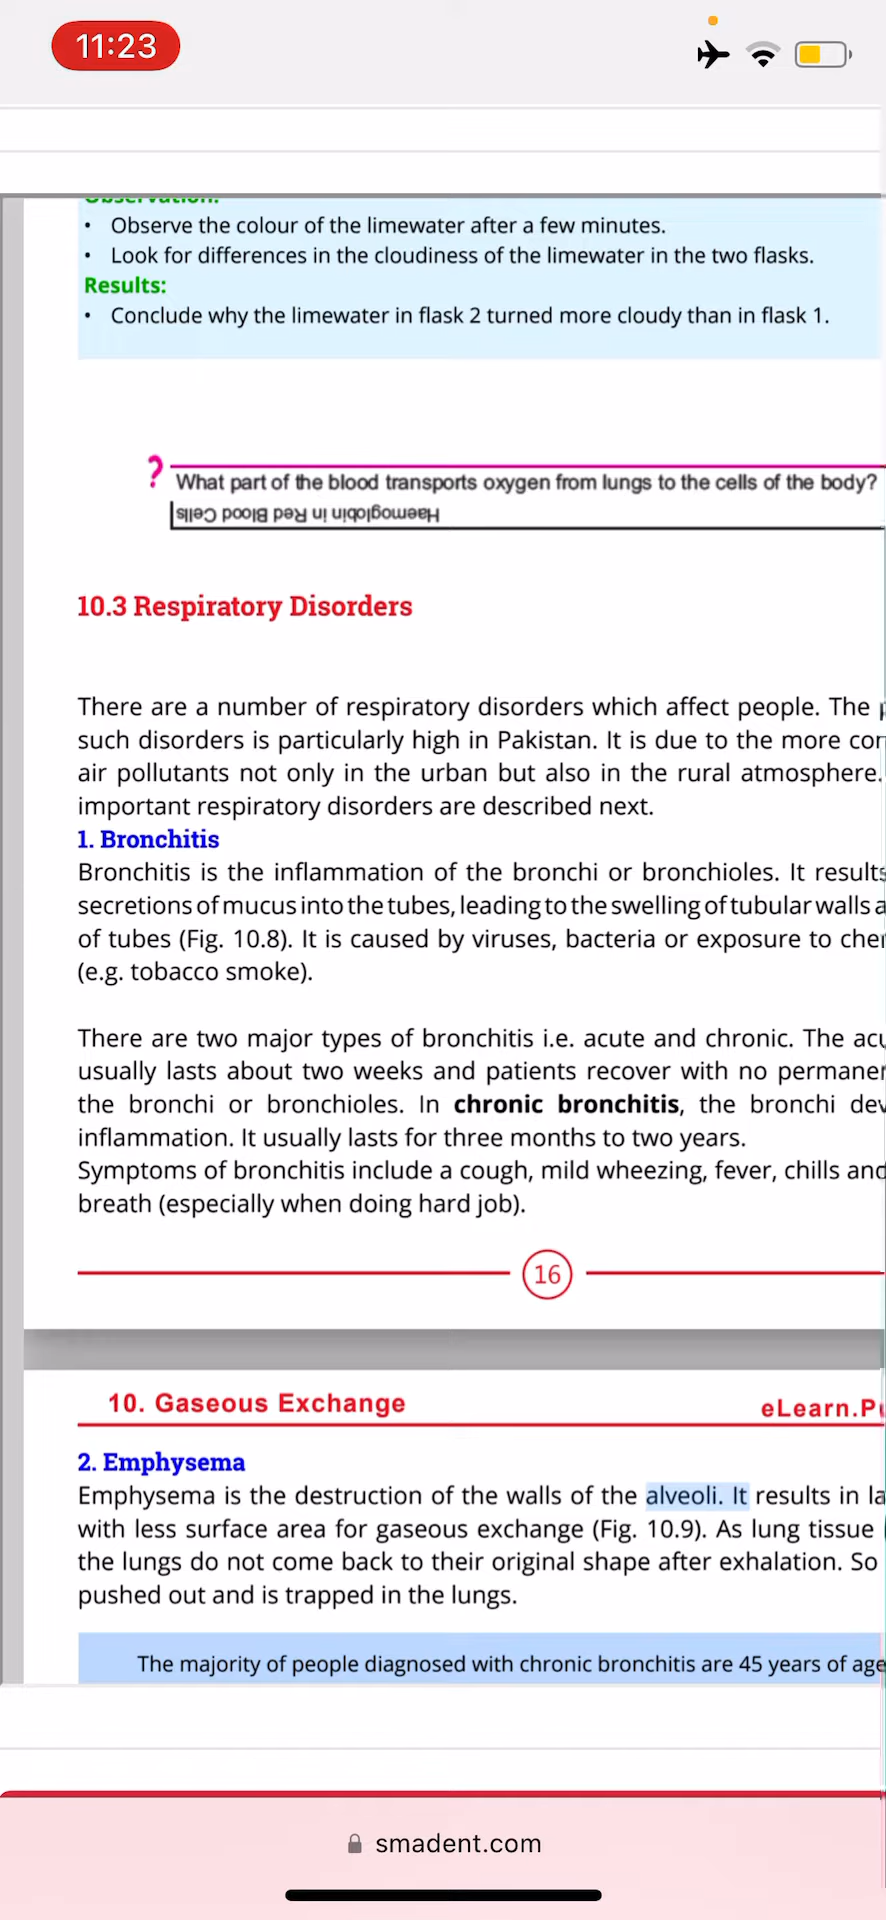 11:23
Observation:
• Observe the colour of the limewater after a few minutes.
• Look for differences in the cloudiness of the limewater in the two flasks.
Results:
• Conclude why the limewater in flask 2 turned more cloudy than in flask 1.
? What part of the blood transports oxygen from lungs to the cells of the body?
Haemoglobin in Red Blood Cells
10.3 Respiratory Disorders
There are a number of respiratory disorders which affect people. The
such disorders is particularly high in Pakistan. It is due to the more
air pollutants not only in the urban but also in the rural atmosphere.
important respiratory disorders are described next.
1. Bronchitis
Bronchitis is the inflammation of the bronchi or bronchioles. It results
secretions of mucus into the tubes, leading to the swelling of tubular walls
of tubes (Fig. 10.8). It is caused by viruses, bacteria or exposure to
(e.g. tobacco smoke).
There are two major types of bronchitis i.e. acute and chronic. The
usually lasts about two weeks and patients recover with no
the bronchi or bronchioles. In chronic bronchitis, the bronchi
inflammation. It usually lasts for three months to two years.
Symptoms of bronchitis include a cough, mild wheezing, fever, chills and
breath (especially when doing hard job).
16
10. Gaseous Exchange
eLearn.P
2. Emphysema
Emphysema is the destruction of the walls of the alveoli. It results in
with less surface area for gaseous exchange (Fig. 10.9). As lung tissue
the lungs do not come back to their original shape after exhalation. So
pushed out and is trapped in the lungs.
The majority of people diagnosed with chronic bronchitis are 45 years of age
smadent.com